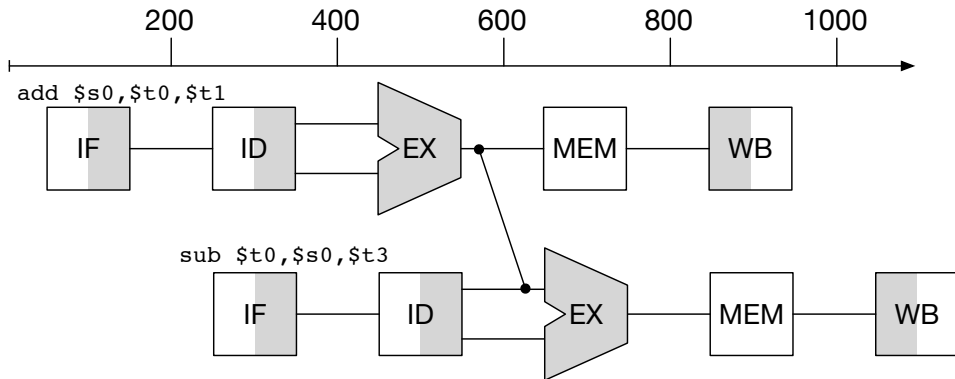 200 400 600 800 1000
add $s0,$t0,$t1
IF ID EX MEM WB
sub $t0,$s0,$t3
IF ID EX MEM WB